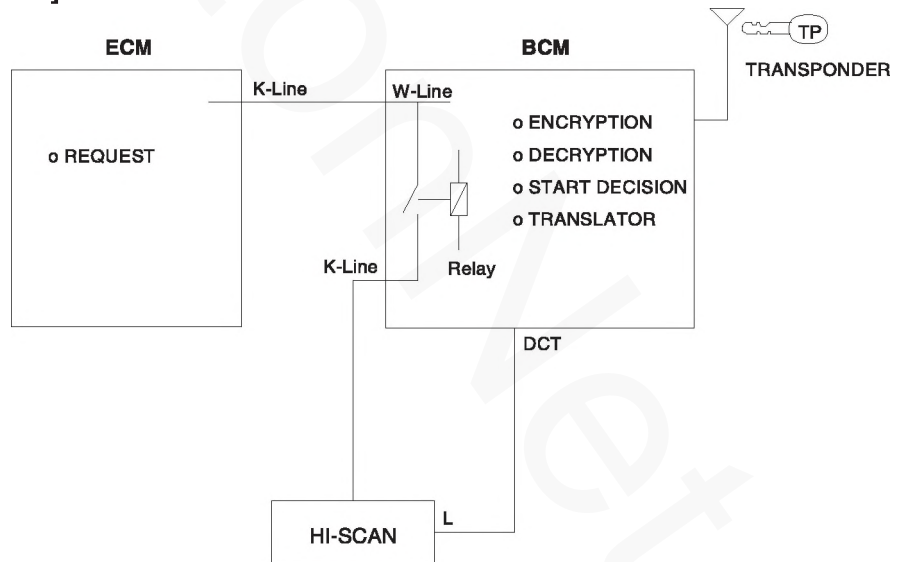 ECM
BCM
TP
TRANSPONDER
K-Line
W-Line
o REQUEST
o ENCRYPTION
o DECRYPTION
o START DECISION
o TRANSLATOR
K-Line
Relay
DCT
L
HI-SCAN